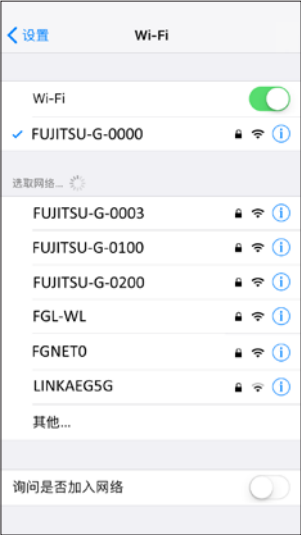 设置
Wi-Fi
Wi-Fi
FUJITSU-G-0000
选取网络...
FUJITSU-G-0003
FUJITSU-G-0100
FUJITSU-G-0200
FGL-WL
FGNET0
LINKAEG5G
其他...
询问是否加入网络